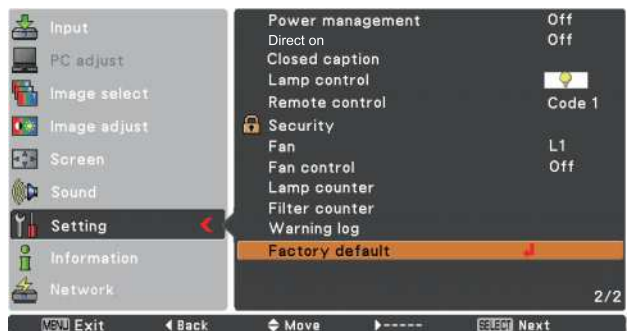 Input
PC adjust
Image select
Image adjust
Screen
Sound
Setting
Information
Network
Power management Off
Direct on Off
Closed caption
Lamp control
Remote control Code 1
Security
Fan L1
Fan control Off
Lamp counter
Filter counter
Warning log
Factory default
2/2
MENU Exit Back Move ----- SELECT Next